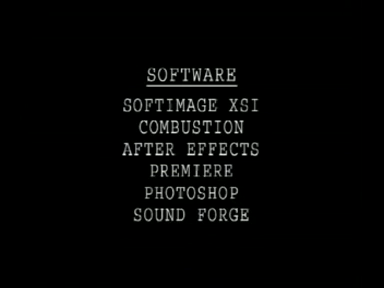 SOFTWARE
SOFTIMAGE XSI
COMBUSTION
AFTER EFFECTS
PREMIERE
PHOTOSHOP
SOUND FORGE